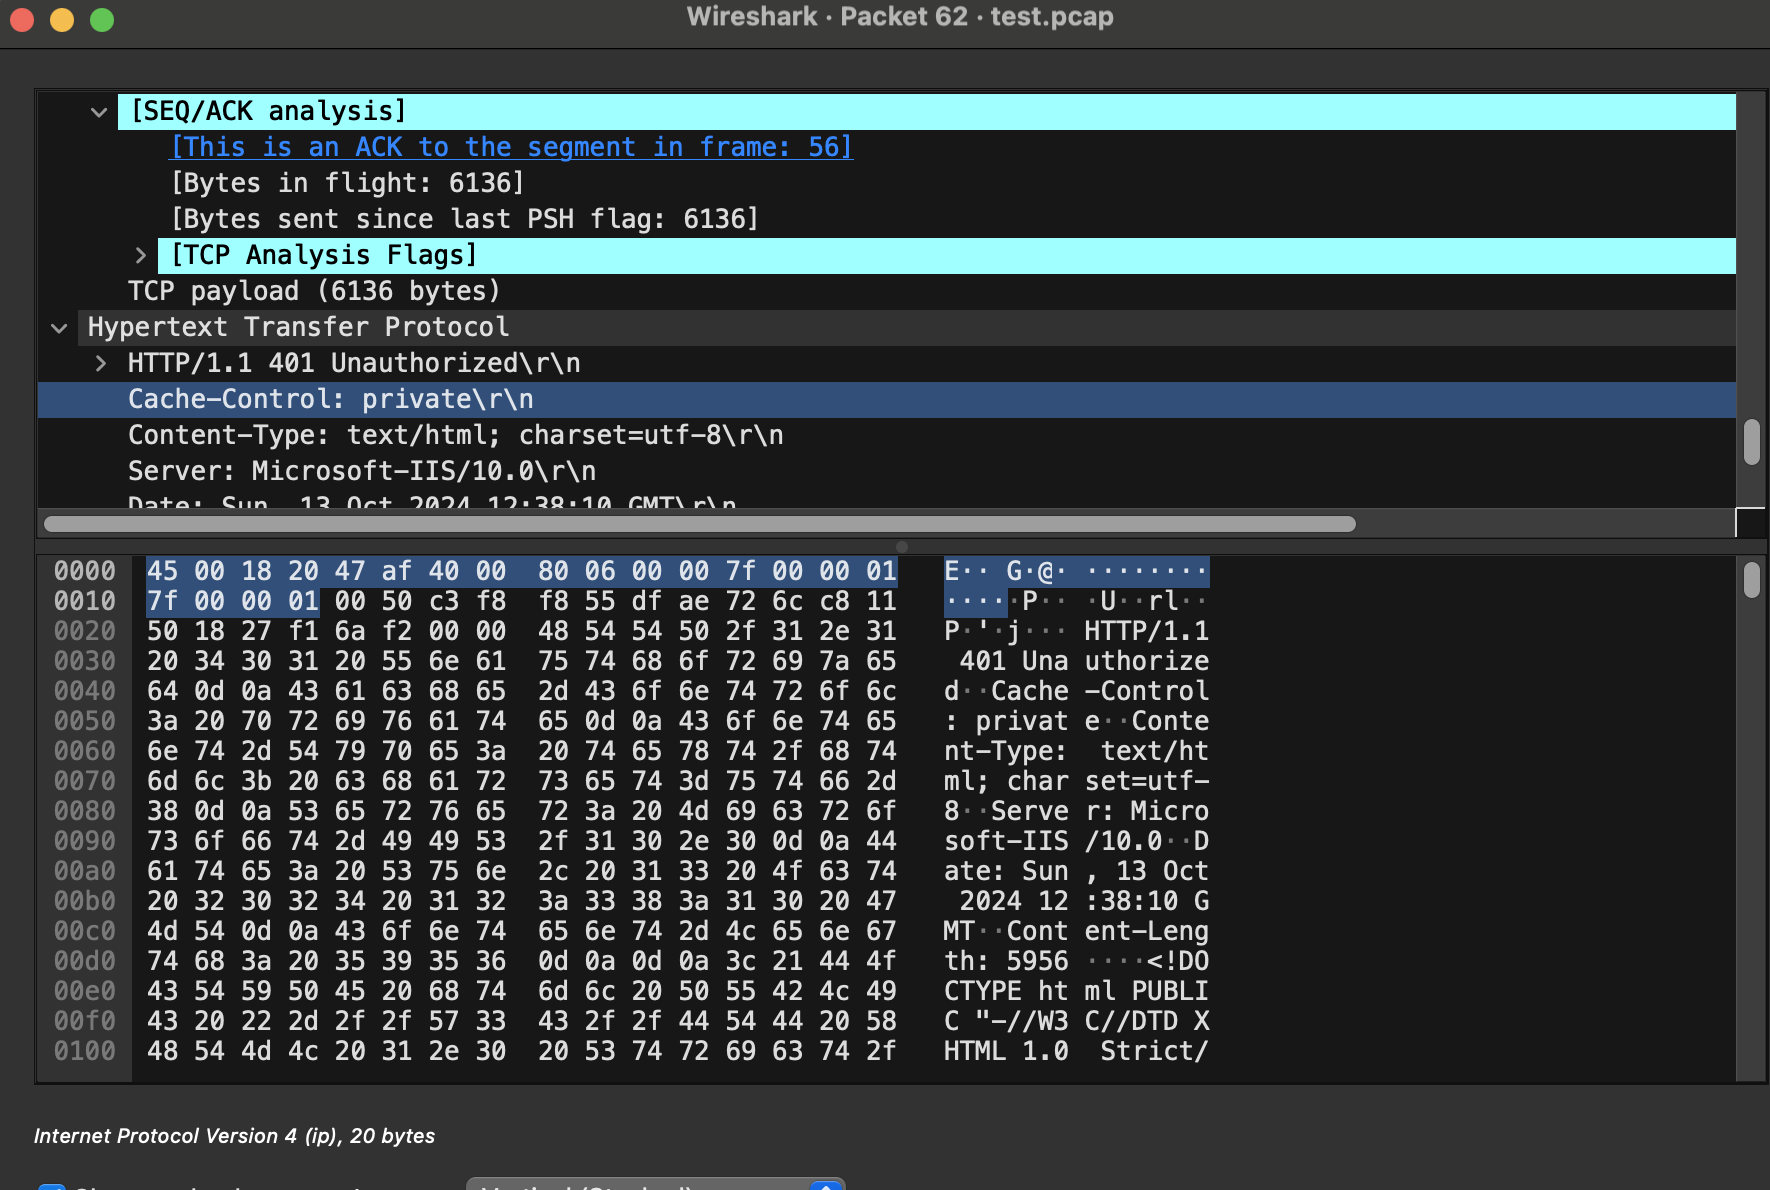 Wireshark · Packet 62 · test.pcap
[SEQ/ACK analysis]
[This is an ACK to the segment in frame: 56]
[Bytes in flight: 6136]
[Bytes sent since last PSH flag: 6136]
[TCP Analysis Flags]
TCP payload (6136 bytes)
Hypertext Transfer Protocol
HTTP/1.1 401 Unauthorized\r\n
Cache-Control: private\r\n
Content-Type: text/html; charset=utf-8\r\n
Server: Microsoft-IIS/10.0\r\n
Date: Sun, 13 Oct 2024 12:38:10 GMT\r\n
0000 45 00 18 20 47 af 40 00 80 06 00 00 7f 00 00 01 E·· G·@· ········
0010 7f 00 00 01 00 50 c3 f8 f8 55 df ae 72 6c c8 11 ·····P·· ·U··rl··
0020 50 18 27 f1 6a f2 00 00 48 54 54 50 2f 31 2e 31 P·'·j··· HTTP/1.1
0030 20 34 30 31 20 55 6e 61 75 74 68 6f 72 69 7a 65 401 Una uthorize
0040 64 0d 0a 43 61 63 68 65 2d 43 6f 6e 74 72 6f 6c d··Cache -Control
0050 3a 20 70 72 69 76 61 74 65 0d 0a 43 6f 6e 74 65 : privat e··Conte
0060 6e 74 2d 54 79 70 65 3a 20 74 65 78 74 2f 68 74 nt-Type: text/ht
0070 6d 6c 3b 20 63 68 61 72 73 65 74 3d 75 74 66 2d ml; char set=utf-
0080 38 0d 0a 53 65 72 76 65 72 3a 20 4d 69 63 72 6f 8··Serve r: Micro
0090 73 6f 66 74 2d 49 49 53 2f 31 30 2e 30 0d 0a 44 soft-IIS /10.0··D
00a0 61 74 65 3a 20 53 75 6e 2c 20 31 33 20 4f 63 74 ate: Sun , 13 Oct
00b0 20 32 30 32 34 20 31 32 3a 33 38 3a 31 30 20 47 2024 12 :38:10 G
00c0 4d 54 0d 0a 43 6f 6e 74 65 6e 74 2d 4c 65 6e 67 MT··Cont ent-Leng
00d0 74 68 3a 20 35 39 35 36 0d 0a 0d 0a 3c 21 44 4f th: 5956 ····<!DO
00e0 43 54 59 50 45 20 68 74 6d 6c 20 50 55 42 4c 49 CTYPE ht ml PUBLI
00f0 43 20 22 2d 2f 2f 57 33 43 2f 2f 44 54 44 20 58 C "-//W3 C//DTD X
0100 48 54 4d 4c 20 31 2e 30 20 53 74 72 69 63 74 2f HTML 1.0 Strict/
Internet Protocol Version 4 (ip), 20 bytes